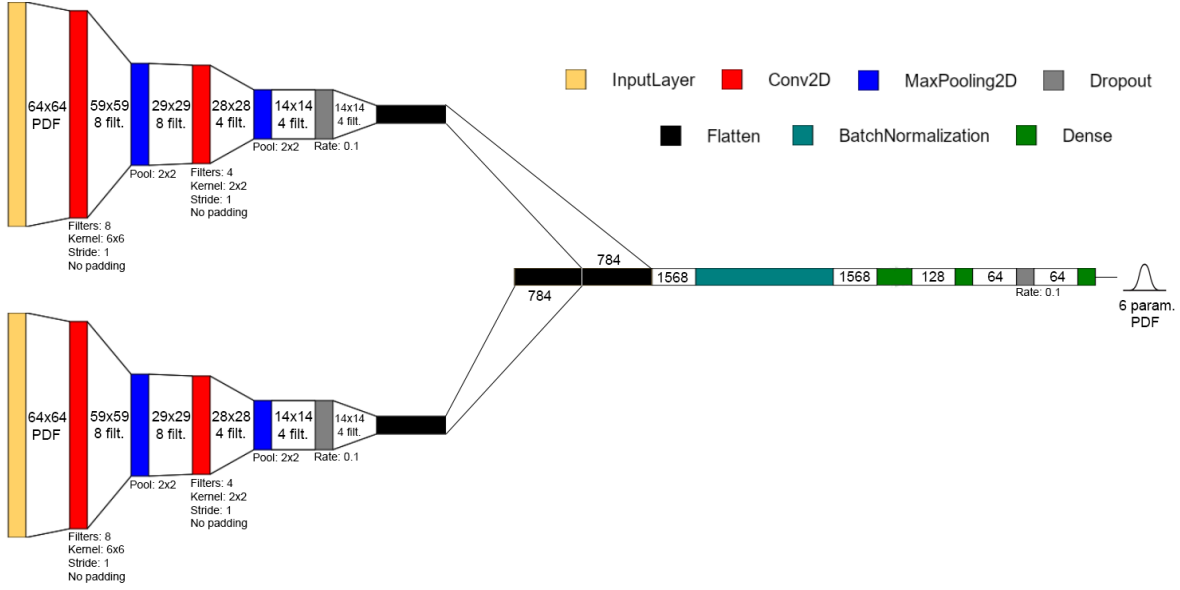 InputLayer
Conv2D
MaxPooling2D
Dropout
Flatten
BatchNormalization
Dense
64x64
PDF
59x59
8 filt.
29x29
8 filt.
28x28
4 filt.
14x14
4 filt.
14x14
4 filt.
Pool: 2x2
Rate: 0.1
Pool: 2x2
Filters: 4
Kernel: 2x2
Stride: 1
No padding
Filters: 8
Kernel: 6x6
Stride: 1
No padding
784
1568
1568
128
64
64
784
Rate: 0.1
6 param.
PDF
64x64
PDF
59x59
8 filt.
29x29
8 filt.
28x28
4 filt.
14x14
4 filt.
14x14
4 filt.
Pool: 2x2
Rate: 0.1
Pool: 2x2
Filters: 4
Kernel: 2x2
Stride: 1
No padding
Filters: 8
Kernel: 6x6
Stride: 1
No padding